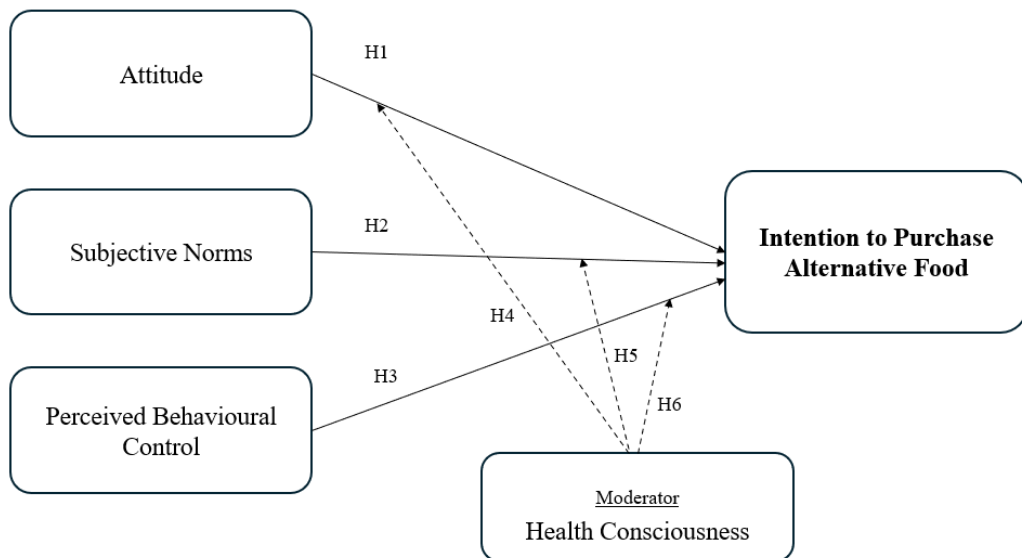 H1
Attitude
H2
Subjective Norms
Intention to Purchase
Alternative Food
H4
H5
H3
H6
Perceived Behavioural
Control
Moderator
Health Consciousness